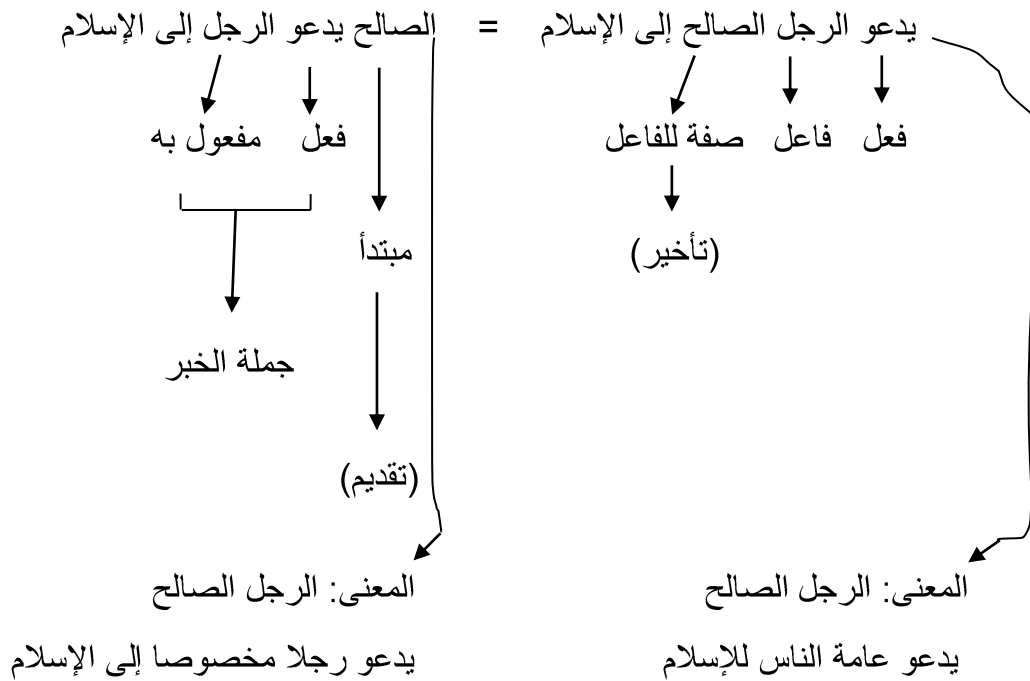 يدعو الرجل الصالح إلى الإسلام = الصالح يدعو الرجل إلى الإسلام
فعل فاعل صفة للفاعل فعل مفعول به
(تأخير) مبتدأ
جملة الخبر
(تقديم)
المعنى: الرجل الصالح المعنى: الرجل الصالح
يدعو عامة الناس للإسلام يدعو رجلا مخصوصا إلى الإسلام